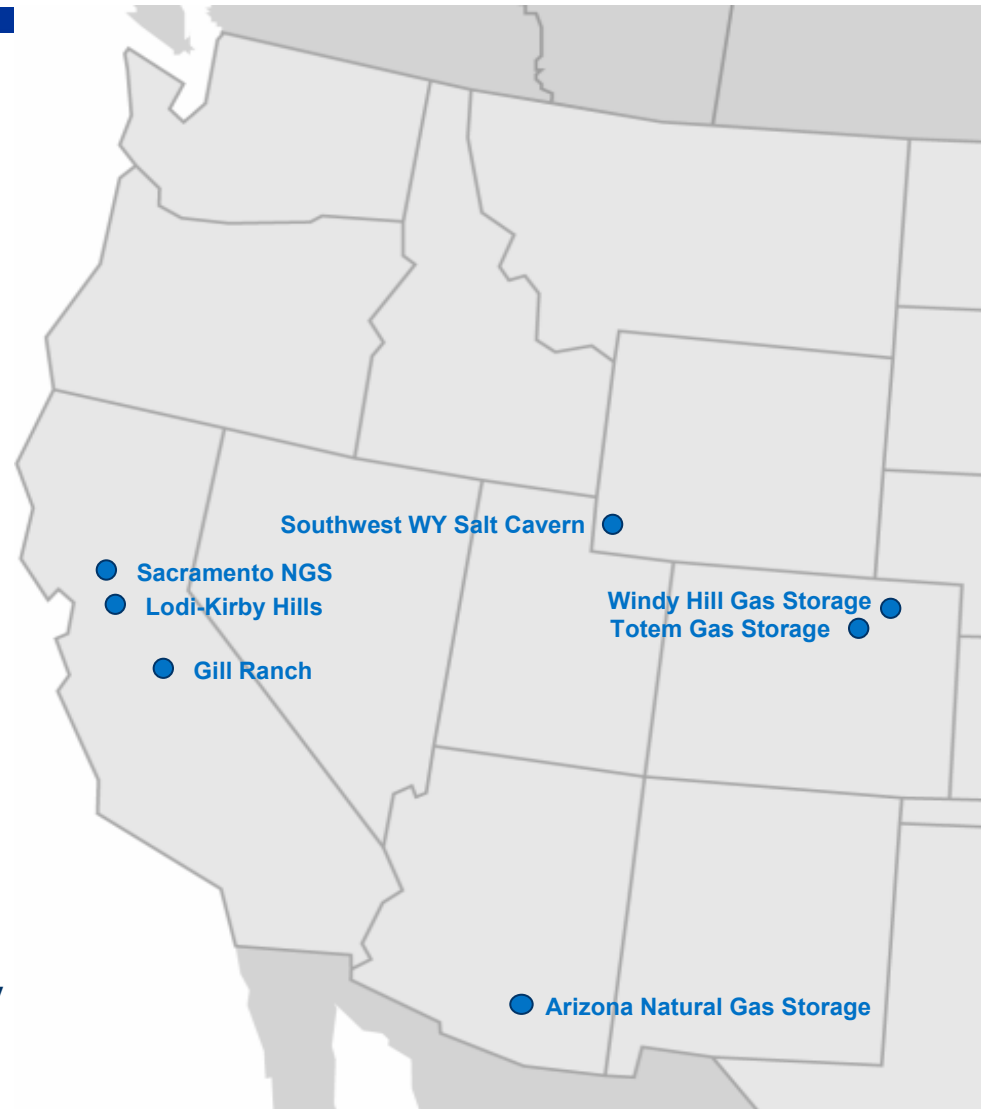 Southwest WY Salt Cavern
Sacramento NGS
Lodi-Kirby Hills
Windy Hill Gas Storage
Totem Gas Storage
Gill Ranch
Arizona Natural Gas Storage